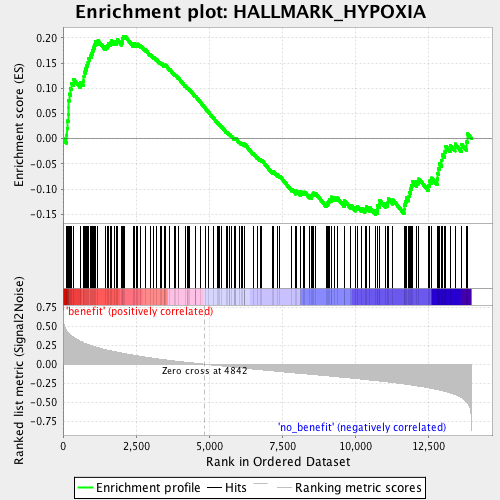 Enrichment plot: HALLMARK_HYPOXIA
Enrichment score (ES)
0.20
0.15
0.10
0.05
0.00
-0.05
-0.10
-0.15
'benefit' (positively correlated)
Ranked list metric (Signal2Noise)
0.75
0.50
0.25
0.00
-0.25
-0.50
-0.75
Zero cross at 4842
'no_benefit' (negatively correlated)
0
2,500
5,000
7,500
10,000
12,500
Rank in Ordered Dataset
Enrichment profile
Hits
Ranking metric scores